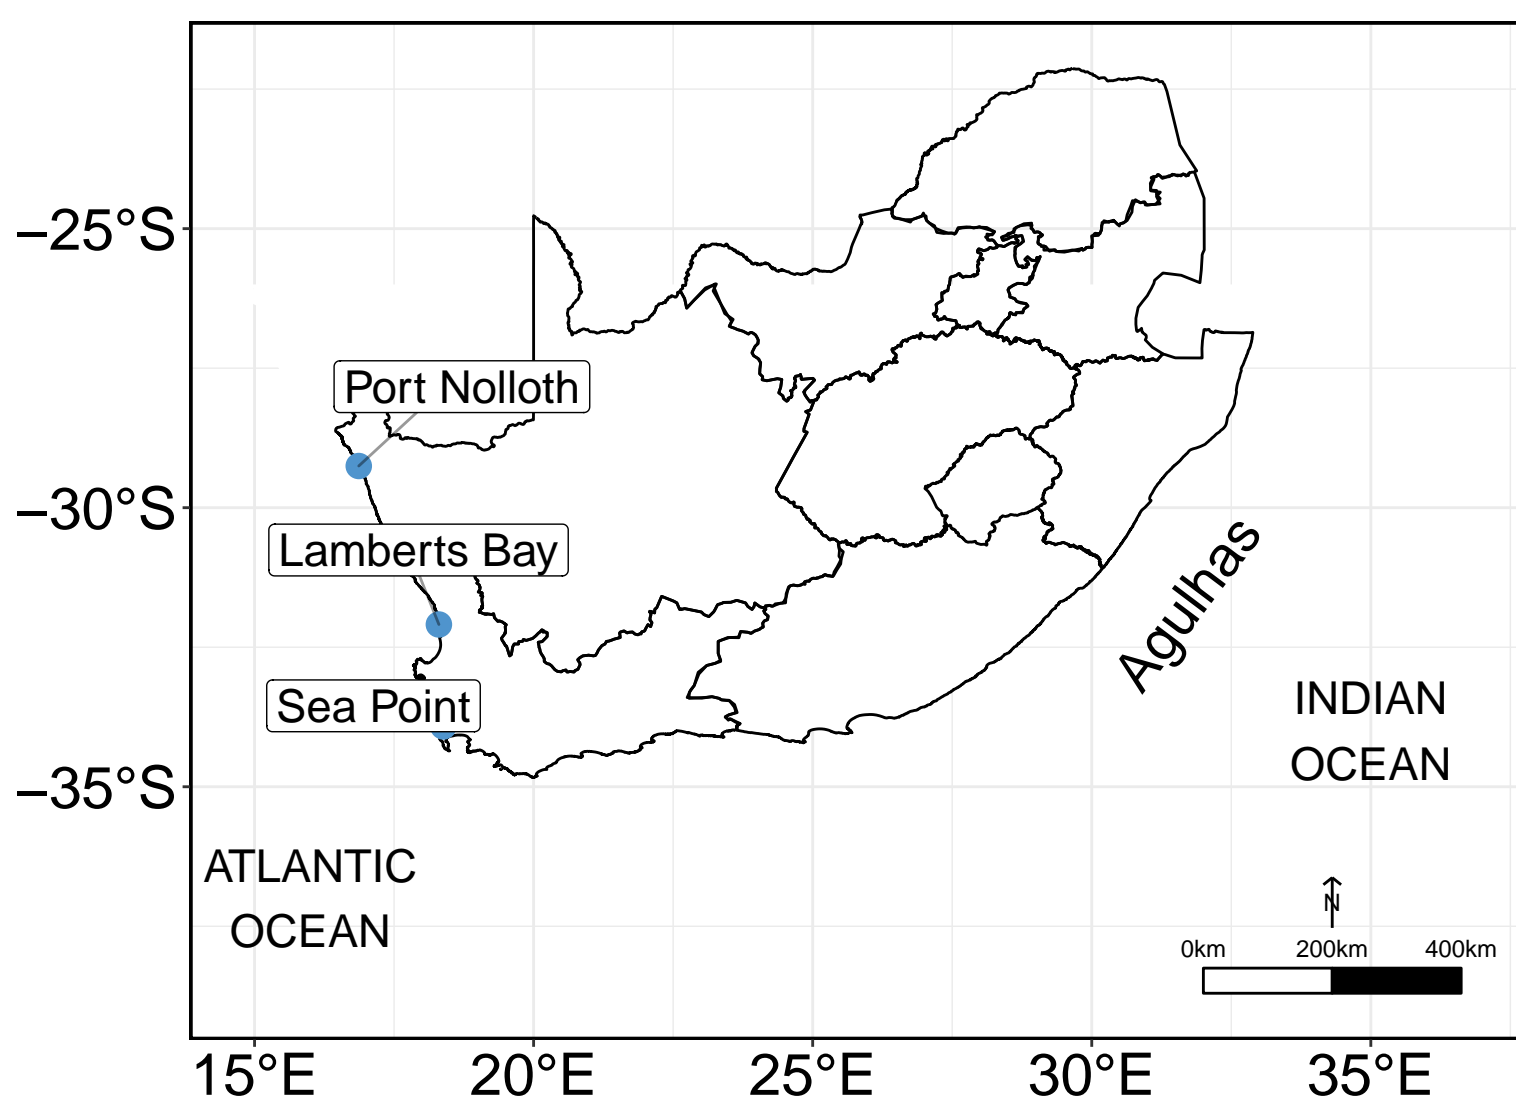 −25°S
Port Nolloth
−30°S
Lamberts Bay
Agulhas
Sea Point
INDIAN
OCEAN
−35°S
ATLANTIC
OCEAN
N
0km 200km 400km
15°E 20°E 25°E 30°E 35°E